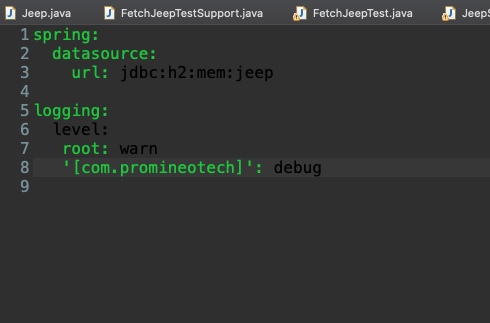 Jeep.java FetchJeepTestSupport.java FetchJeepTest.java JeepS
1 spring:
2   datasource:
3     url: jdbc:h2:mem:jeep
4
5 logging:
6   level:
7    root: warn
8    '[com.promineotech]': debug
9